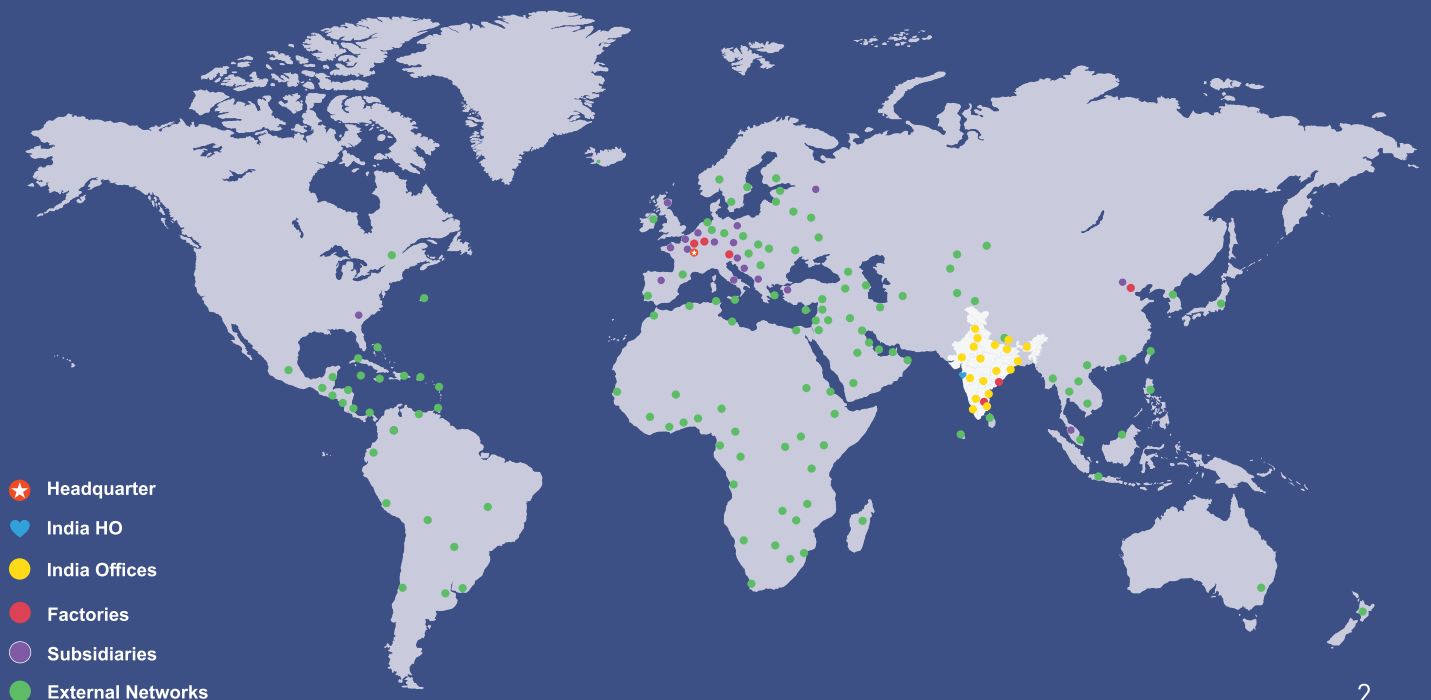 Headquarter
India HO
India Offices
Factories
Subsidiaries
External Networks
2